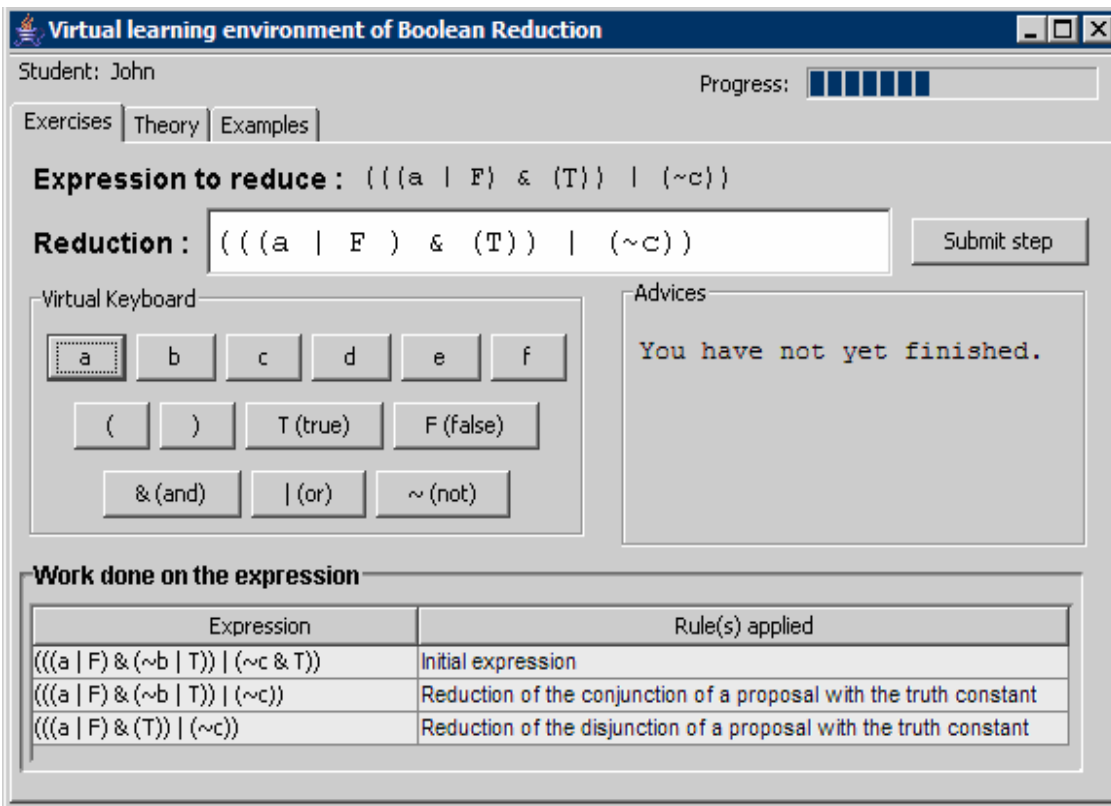 Virtual learning environment of Boolean Reduction
Student: John
Progress:
Exercises Theory Examples
Expression to reduce : (((a | F) & (T)) | (~c))
Reduction : (((a | F ) & (T)) | (~c)) Submit step
Virtual Keyboard
Advices
a b c d e f
You have not yet finished.
( ) T (true) F (false)
& (and) | (or) ~ (not)
Work done on the expression
Expression Rule(s) applied
(((a | F) & (~b | T)) | (~c & T)) Initial expression
(((a | F) & (~b | T)) | (~c)) Reduction of the conjunction of a proposal with the truth constant
(((a | F) & (T)) | (~c)) Reduction of the disjunction of a proposal with the truth constant